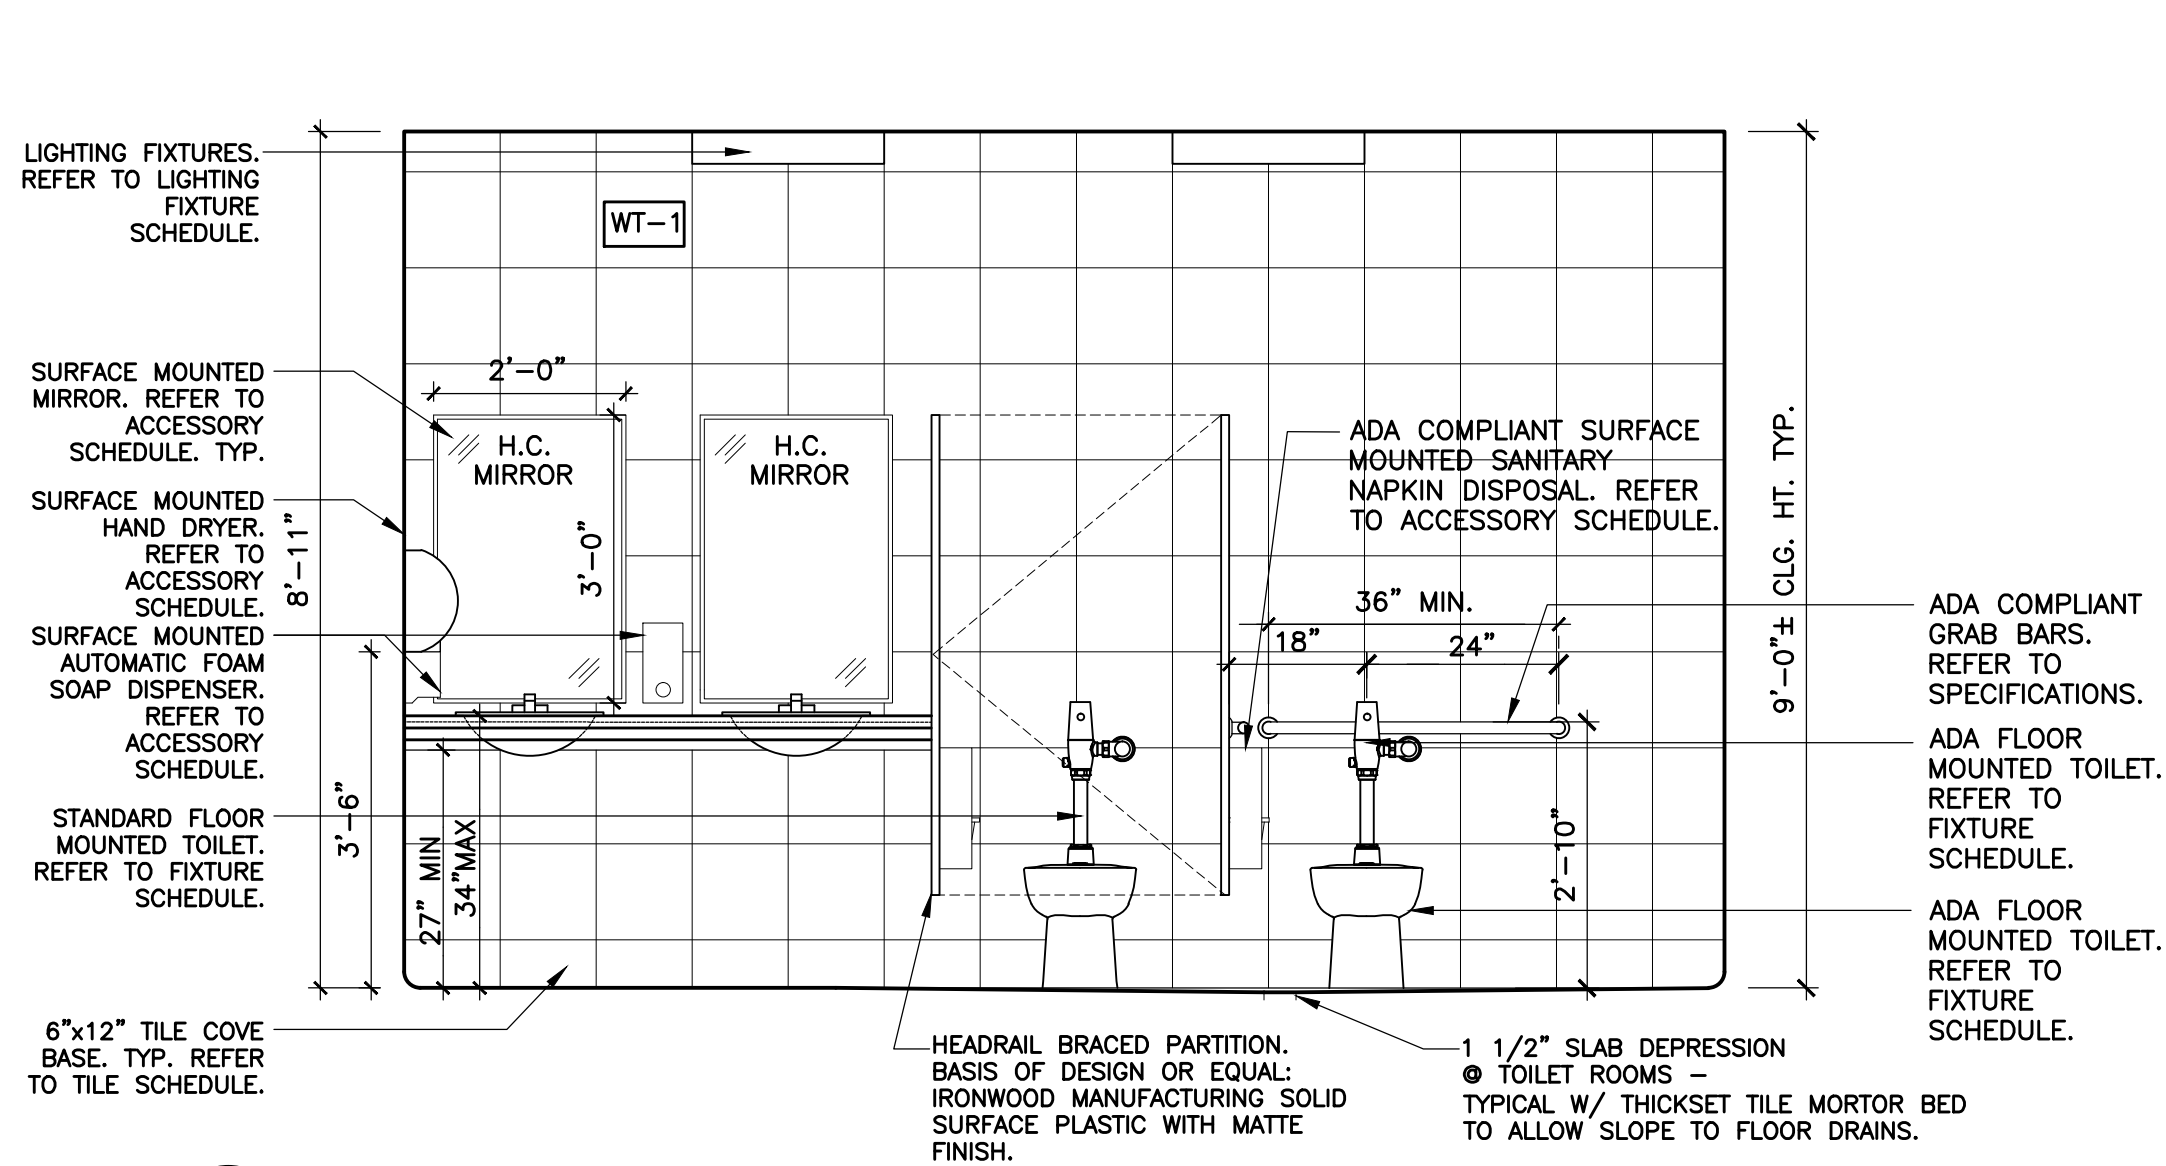 LIGHTING FIXTURES.
REFER TO LIGHTING
FIXTURE
SCHEDULE.
WT-1
SURFACE MOUNTED
MIRROR. REFER TO
ACCESSORY
SCHEDULE. TYP.
SURFACE MOUNTED
HAND DRYER.
REFER TO
ACCESSORY
SCHEDULE.
SURFACE MOUNTED
AUTOMATIC FOAM
SOAP DISPENSER.
REFER TO
ACCESSORY
SCHEDULE.
STANDARD FLOOR
MOUNTED TOILET.
REFER TO FIXTURE
SCHEDULE.
6"x12" TILE COVE
BASE. TYP. REFER
TO TILE SCHEDULE.
8'-11"
3'-6"
27" MIN
34"MAX
2'-0"
H.C.
MIRROR
3'-0"
H.C.
MIRROR
ADA COMPLIANT SURFACE
MOUNTED SANITARY
NAPKIN DISPOSAL. REFER
TO ACCESSORY SCHEDULE.
36" MIN.
18"
24"
2'-10"
9'-0"± CLG. HT. TYP.
ADA COMPLIANT
GRAB BARS.
REFER TO
SPECIFICATIONS.
ADA FLOOR
MOUNTED TOILET.
REFER TO
FIXTURE
SCHEDULE.
ADA FLOOR
MOUNTED TOILET.
REFER TO
FIXTURE
SCHEDULE.
HEADRAIL BRACED PARTITION.
BASIS OF DESIGN OR EQUAL:
IRONWOOD MANUFACTURING SOLID
SURFACE PLASTIC WITH MATTE
FINISH.
1 1/2" SLAB DEPRESSION
@ TOILET ROOMS -
TYPICAL W/ THICKSET TILE MORTOR BED
TO ALLOW SLOPE TO FLOOR DRAINS.